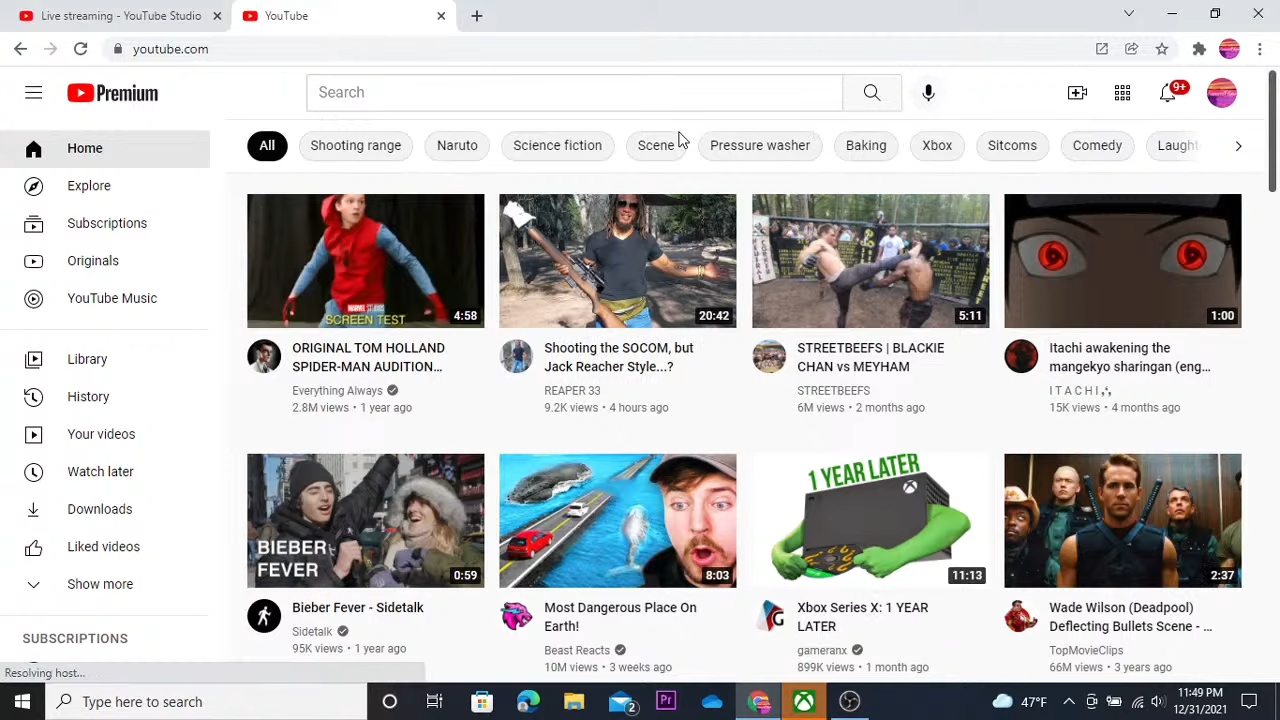 Live streaming - YouTube Studio
YouTube
youtube.com
Premium
Search
9+
All
Shooting range
Naruto
Science fiction
Scene
Pressure washer
Baking
Xbox
Sitcoms
Comedy
Laught
Home
Explore
Subscriptions
Originals
YouTube Music
Library
History
Your videos
Watch later
Downloads
Liked videos
Show more
SUBSCRIPTIONS
MARVEL STUDIOS
SCREEN TEST
4:58
20:42
5:11
1:00
ORIGINAL TOM HOLLAND
SPIDER-MAN AUDITION...
Everything Always
2.8M views • 1 year ago
Shooting the SOCOM, but
Jack Reacher Style...?
REAPER 33
9.2K views • 4 hours ago
STREETBEEFS | BLACKIE
CHAN vs MEYHAM
STREETBEEFS
6M views • 2 months ago
Itachi awakening the
mangekyo sharingan (eng...
I T A C H I
15K views • 4 months ago
BIEBER
FEVER
0:59
8:03
1 YEAR LATER
11:13
2:37
Bieber Fever - Sidetalk
Sidetalk
95K views • 1 year ago
Most Dangerous Place On
Earth!
Beast Reacts
10M views • 3 weeks ago
Xbox Series X: 1 YEAR
LATER
gameranx
899K views • 1 month ago
Wade Wilson (Deadpool)
Deflecting Bullets Scene - ...
TopMovieClips
66M views • 3 years ago
Resolving host...
Type here to search
2
Pr
47°F
11:49 PM
12/31/2021